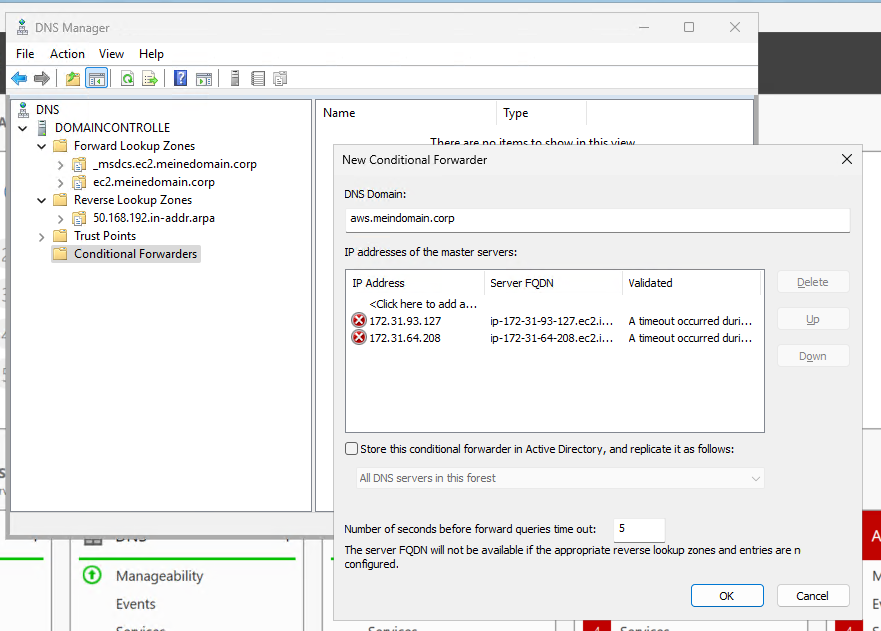 DNS Manager
File Action View Help
DNS
DOMAINCONTROLLE
Forward Lookup Zones
_msdcs.ec2.meinedomain.corp
ec2.meinedomain.corp
Reverse Lookup Zones
50.168.192.in-addr.arpa
Trust Points
Conditional Forwarders
Name Type
There are no items to show in this view.
New Conditional Forwarder
DNS Domain:
aws.meindomain.corp
IP addresses of the master servers:
IP Address Server FQDN Validated
<Click here to add a...
172.31.93.127 ip-172-31-93-127.ec2.i... A timeout occurred duri...
172.31.64.208 ip-172-31-64-208.ec2.i... A timeout occurred duri...
Delete
Up
Down
Store this conditional forwarder in Active Directory, and replicate it as follows:
All DNS servers in this forest
Number of seconds before forward queries time out: 5
The server FQDN will not be available if the appropriate reverse lookup zones and entries are n
configured.
OK Cancel
DNS 1
Manageability
Events
Services
Services
4 Services
4